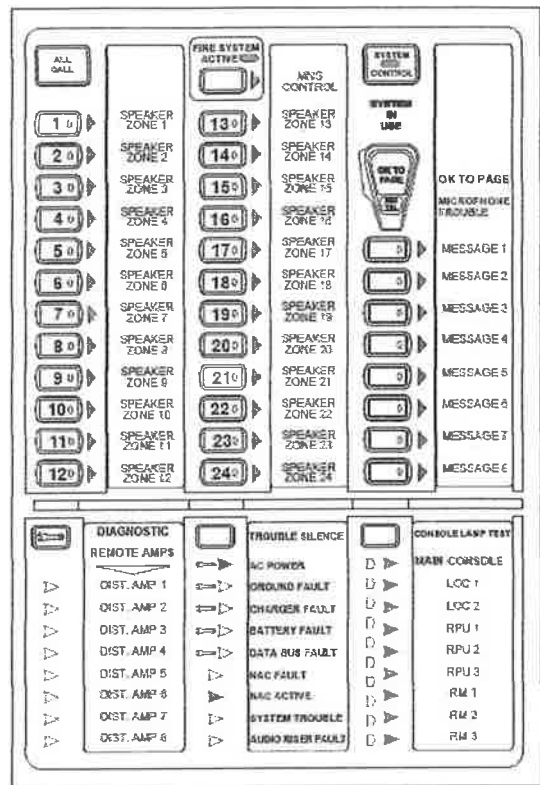 ALL
CALL
FIRE SYSTEM
ACTIVE
MNS
CONTROL
SYSTEM
CONTROL
SYSTEM
IN
USE
1 SPEAKER
ZONE 1
2 SPEAKER
ZONE 2
3 SPEAKER
ZONE 3
4 SPEAKER
ZONE 4
5 SPEAKER
ZONE 5
6 SPEAKER
ZONE 6
7 SPEAKER
ZONE 7
8 SPEAKER
ZONE 8
9 SPEAKER
ZONE 9
10 SPEAKER
ZONE 10
11 SPEAKER
ZONE 11
12 SPEAKER
ZONE 12
13 SPEAKER
ZONE 13
14 SPEAKER
ZONE 14
15 SPEAKER
ZONE 15
16 SPEAKER
ZONE 16
17 SPEAKER
ZONE 17
18 SPEAKER
ZONE 18
19 SPEAKER
ZONE 19
20 SPEAKER
ZONE 20
21 SPEAKER
ZONE 21
22 SPEAKER
ZONE 22
23 SPEAKER
ZONE 23
24 SPEAKER
ZONE 24
OK TO
PAGE
OK TO PAGE
MICROPHONE
TROUBLE
MESSAGE 1
MESSAGE 2
MESSAGE 3
MESSAGE 4
MESSAGE 5
MESSAGE 6
MESSAGE 7
MESSAGE 8
DIAGNOSTIC
REMOTE AMPS
DIST. AMP 1
DIST. AMP 2
DIST. AMP 3
DIST. AMP 4
DIST. AMP 5
DIST. AMP 6
DIST. AMP 7
DIST. AMP 8
TROUBLE SILENCE
AC POWER
GROUND FAULT
CHARGER FAULT
BATTERY FAULT
DATA BUS FAULT
NAC FAULT
NAC ACTIVE
SYSTEM TROUBLE
AUDIO RISER FAULT
CONSOLE LAMP TEST
MAIN CONSOLE
LOC 1
LOC 2
RPU 1
RPU 2
RPU 3
RM 1
RM 2
RM 3